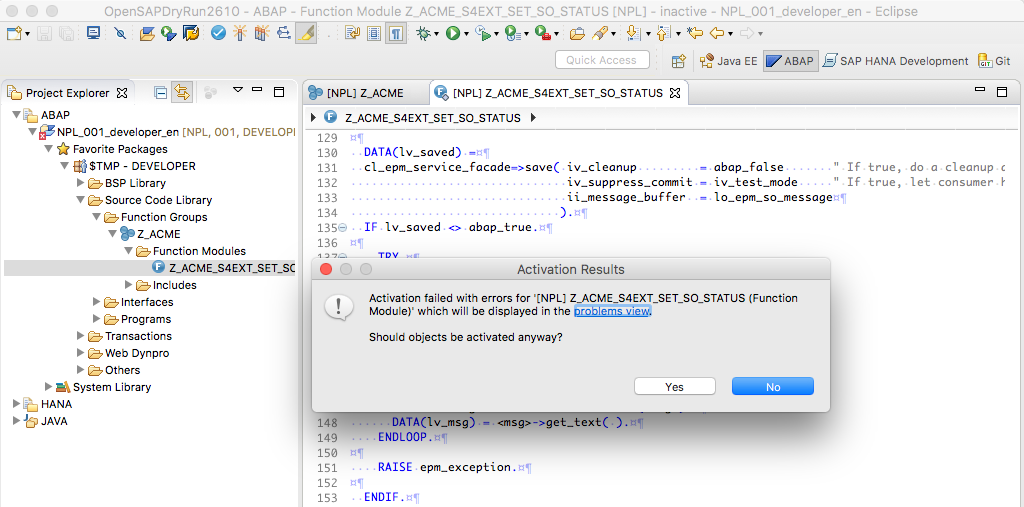 OpenSAPDryRun2610 - ABAP - Function Module Z_ACME_S4EXT_SET_SO_STATUS [NPL] - inactive - NPL_001_developer_en - Eclipse
Quick Access
Java EE
ABAP
SAP HANA Development
Git
Project Explorer
ABAP
NPL_001_developer_en [NPL, 001, DEVELOPI
Favorite Packages
$TMP - DEVELOPER
BSP Library
Source Code Library
Function Groups
Z_ACME
Function Modules
Z_ACME_S4EXT_SET_SC
Includes
Interfaces
Programs
Transactions
Web Dynpro
Others
System Library
HANA
JAVA
[NPL] Z_ACME
[NPL] Z_ACME_S4EXT_SET_SO_STATUS
Z_ACME_S4EXT_SET_SO_STATUS
129
130 DATA(lv_saved) =
131 cl_epm_service_facade=>save( iv_cleanup = abap_false " If true, do a cleanup
132 iv_suppress_commit = iv_test_mode " If true, let consumer
133 ii_message_buffer = lo_epm_so_message
134 ).
135 IF lv_saved <> abap_true.
136
137 TRY
Activation Results
Activation failed with errors for '[NPL] Z_ACME_S4EXT_SET_SO_STATUS (Function
Module)' which will be displayed in the problems view.
Should objects be activated anyway?
Yes
No
148 DATA(lv_msg) = <msg>->get_text( ).
149 ENDLOOP.
150
151 RAISE epm_exception.
152
153 ENDIF.